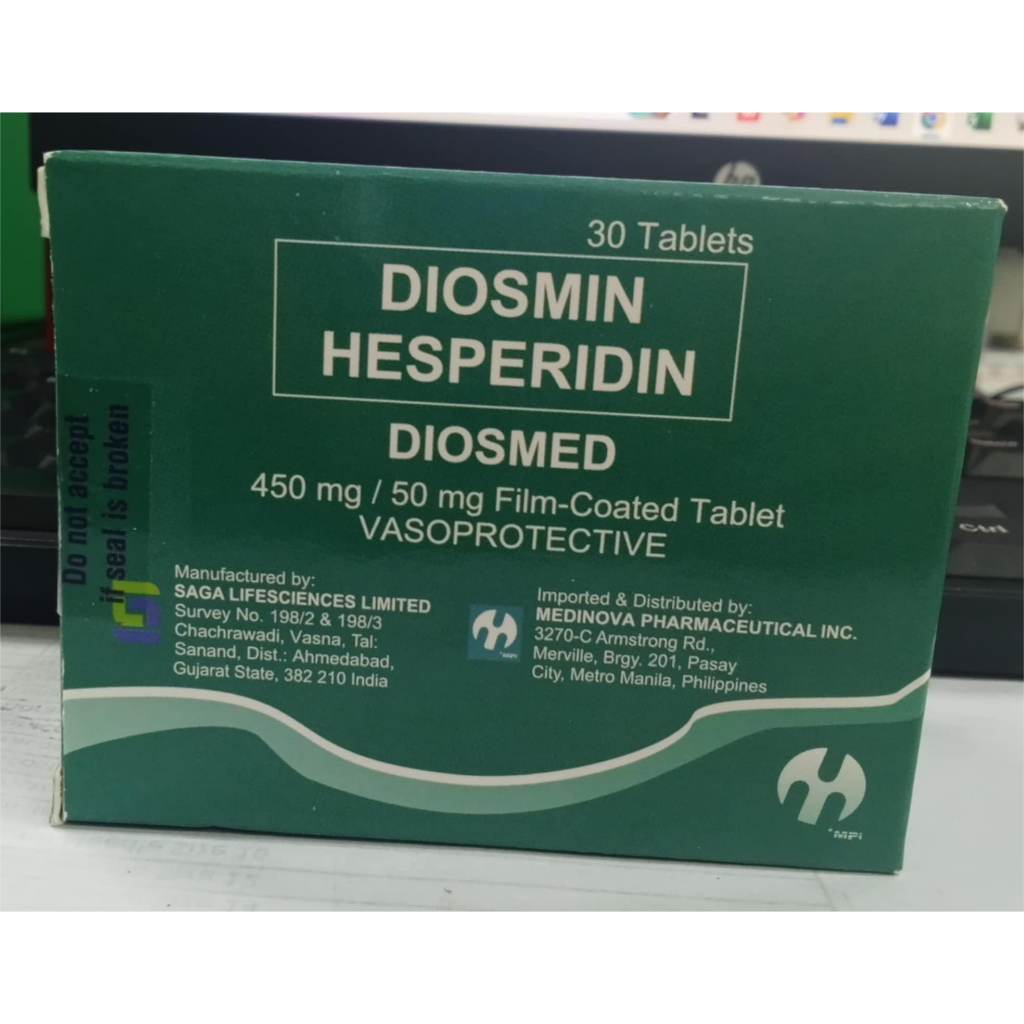 30 Tablets
DIOSMIN
HESPERIDIN
DIOSMED
450 mg / 50 mg Film-Coated Tablet
VASOPROTECTIVE
Do not accept
if seal is broken
Manufactured by:
SAGA LIFESCIENCES LIMITED
Survey No. 198/2 & 198/3
Chachrawadi, Vasna, Tal:
Sanand, Dist.: Ahmedabad,
Gujarat State, 382 210 India
Imported & Distributed by:
MEDINOVA PHARMACEUTICAL INC.
3270-C Armstrong Rd.,
Merville, Brgy. 201, Pasay
City, Metro Manila, Philippines
MPI
MPI
hp
Ctrl